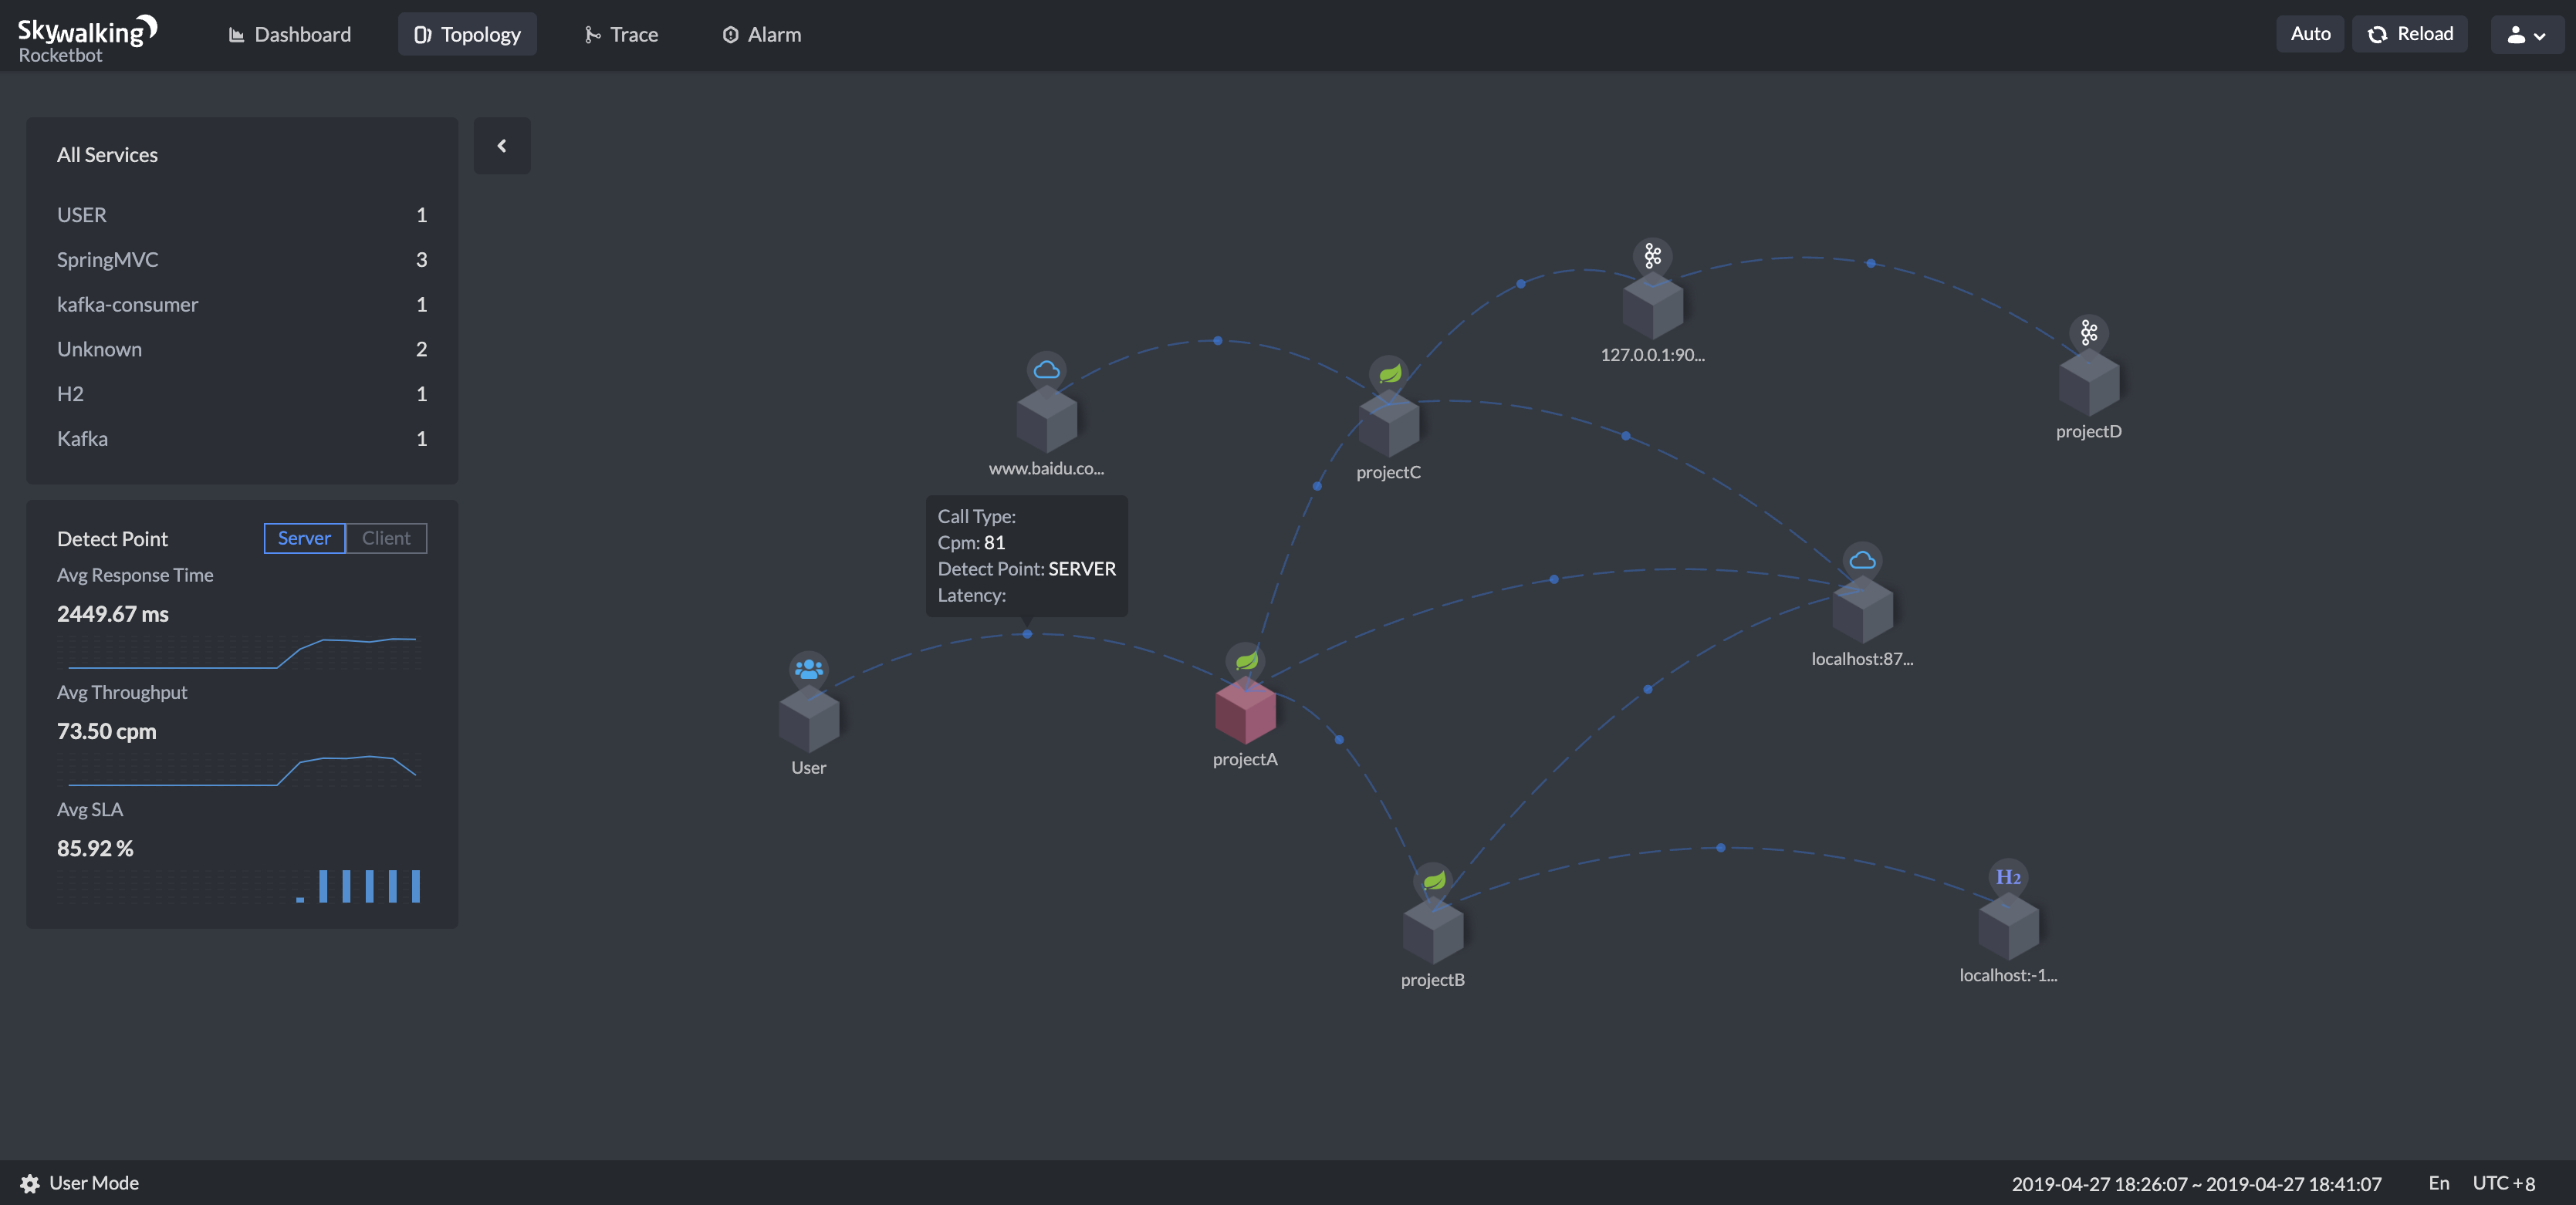 Skywalking
Rocketbot
Dashboard
Topology
Trace
Alarm
Auto
Reload
All Services
USER 1
SpringMVC 3
kafka-consumer 1
Unknown 2
H2 1
Kafka 1
Detect Point Server Client
Avg Response Time
2449.67 ms
Avg Throughput
73.50 cpm
Avg SLA
85.92 %
127.0.0.1:90...
projectD
www.baidu.co...
projectC
Call Type:
Cpm: 81
Detect Point: SERVER
Latency:
localhost:87...
User
projectA
projectB
H2
localhost:-1...
User Mode
2019-04-27 18:26:07 ~ 2019-04-27 18:41:07
En
UTC +8